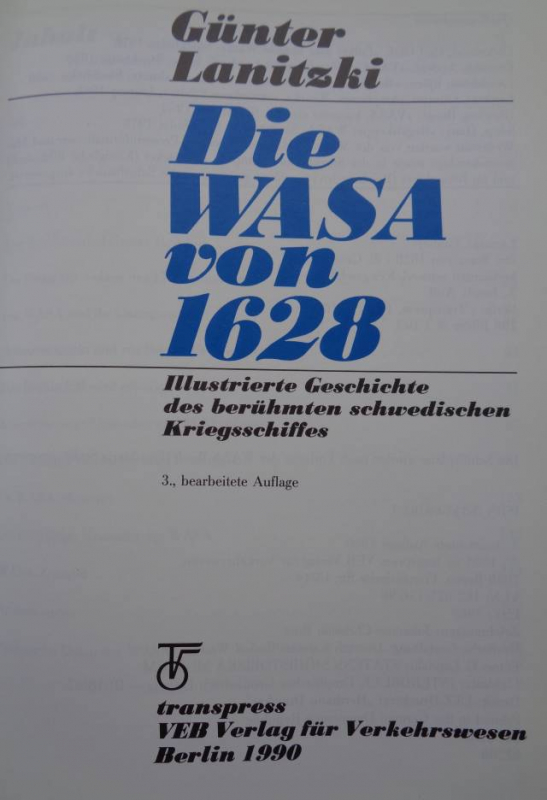 Günter
Lanitzki
Die
WASA
von
1628
Illustrierte Geschichte
des berühmten schwedischen
Kriegsschiffes
3., bearbeitete Auflage
transpress
VEB Verlag für Verkehrswesen
Berlin 1990